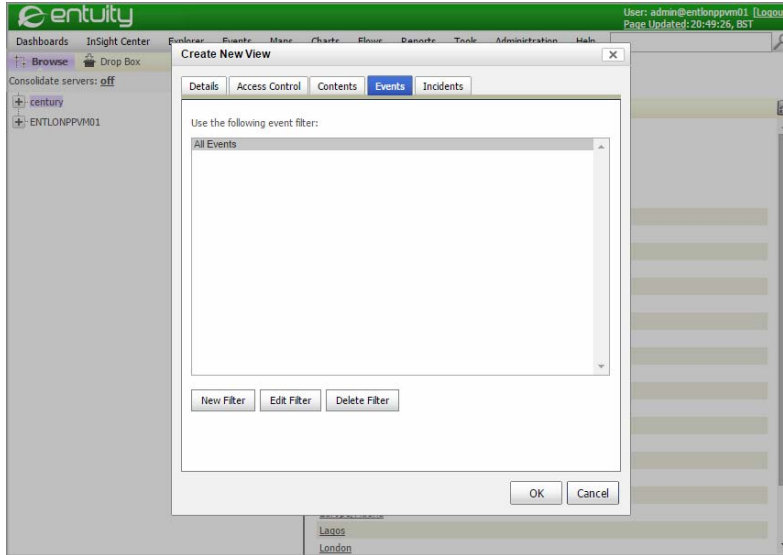 entuity
User: admin@entlonppvm01 [Logou
Page Updated:20:49:26, BST
Dashboards InSight Center Explorer Events Maps Charts Flows Reports Tools Administration Help
Browse Drop Box
Create New View
Consolidate servers: off
Details Access Control Contents Events Incidents
century
ENTLONPPVM01
Use the following event filter:
All Events
New Filter Edit Filter Delete Filter
OK Cancel
Lagos
London